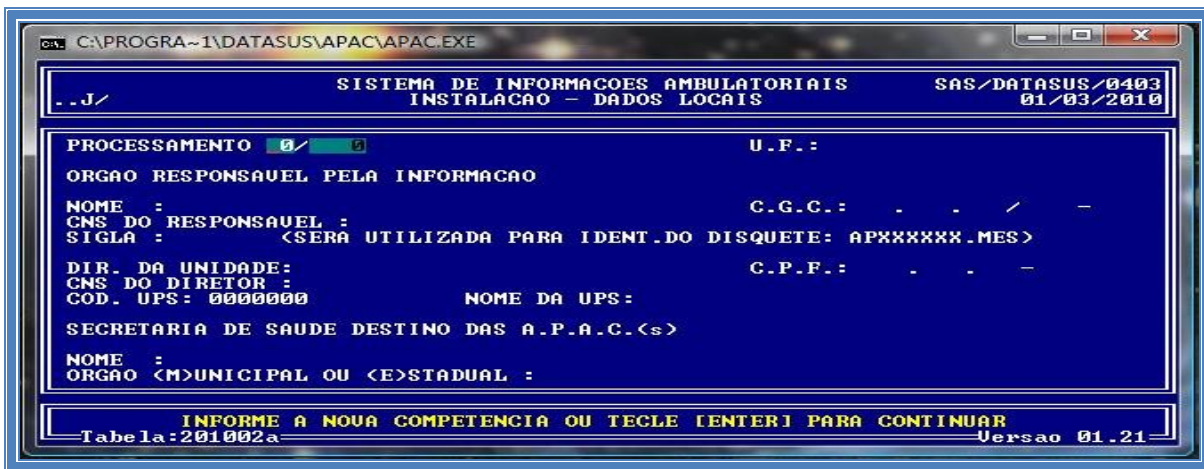 C:\PROGRA~1\DATASUS\APAC\APAC.EXE
SISTEMA DE INFORMACOES AMBULATORIAIS SAS/DATASUS/0403
..J/ INSTALACAO - DADOS LOCAIS 01/03/2010
PROCESSAMENTO 0/ 0 U.F.:
ORGAO RESPONSAVEL PELA INFORMACAO
NOME : C.G.C.: . . / -
CNS DO RESPONSAVEL :
SIGLA : (SERA UTILIZADA PARA IDENT.DO DISQUETE: APXXXXXX.MES)
DIR. DA UNIDADE: C.P.F.: . . -
CNS DO DIRETOR :
COD. UPS: 0000000 NOME DA UPS:
SECRETARIA DE SAUDE DESTINO DAS A.P.A.C.(s)
NOME :
ORGAO (M)UNICIPAL OU (E)STADUAL :
INFORME A NOVA COMPETENCIA OU TECLE [ENTER] PARA CONTINUAR
Tabela:201002a Versao 01.21